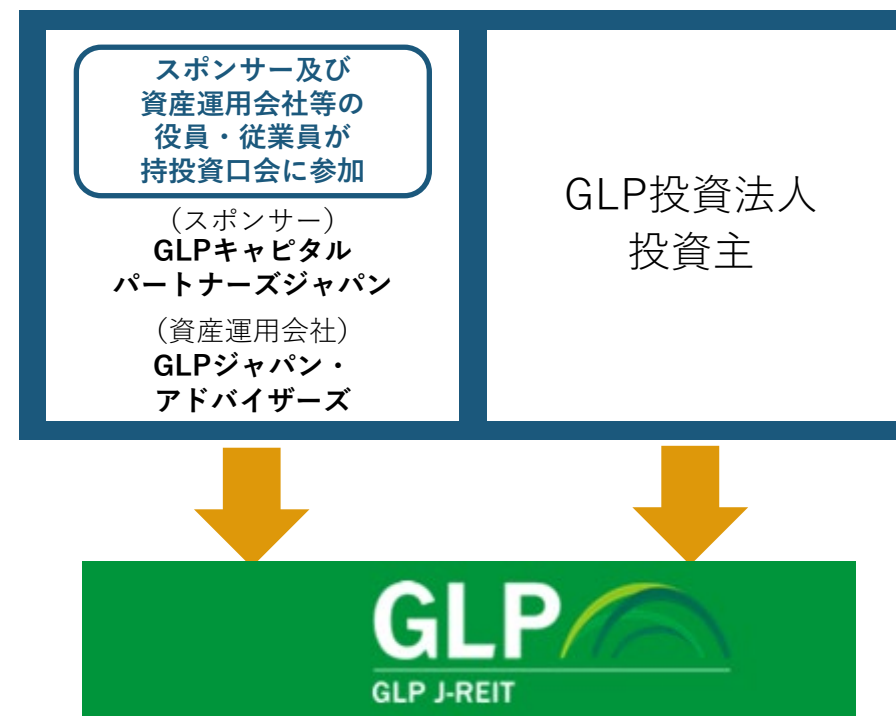 スポンサー及び
資産運用会社等の
役員・従業員が
持投資口会に参加
（スポンサー）
GLPキャピタル
パートナーズジャパン
（資産運用会社）
GLPジャパン・
アドバイザーズ
GLP投資法人
投資主
GLP
GLP J-REIT